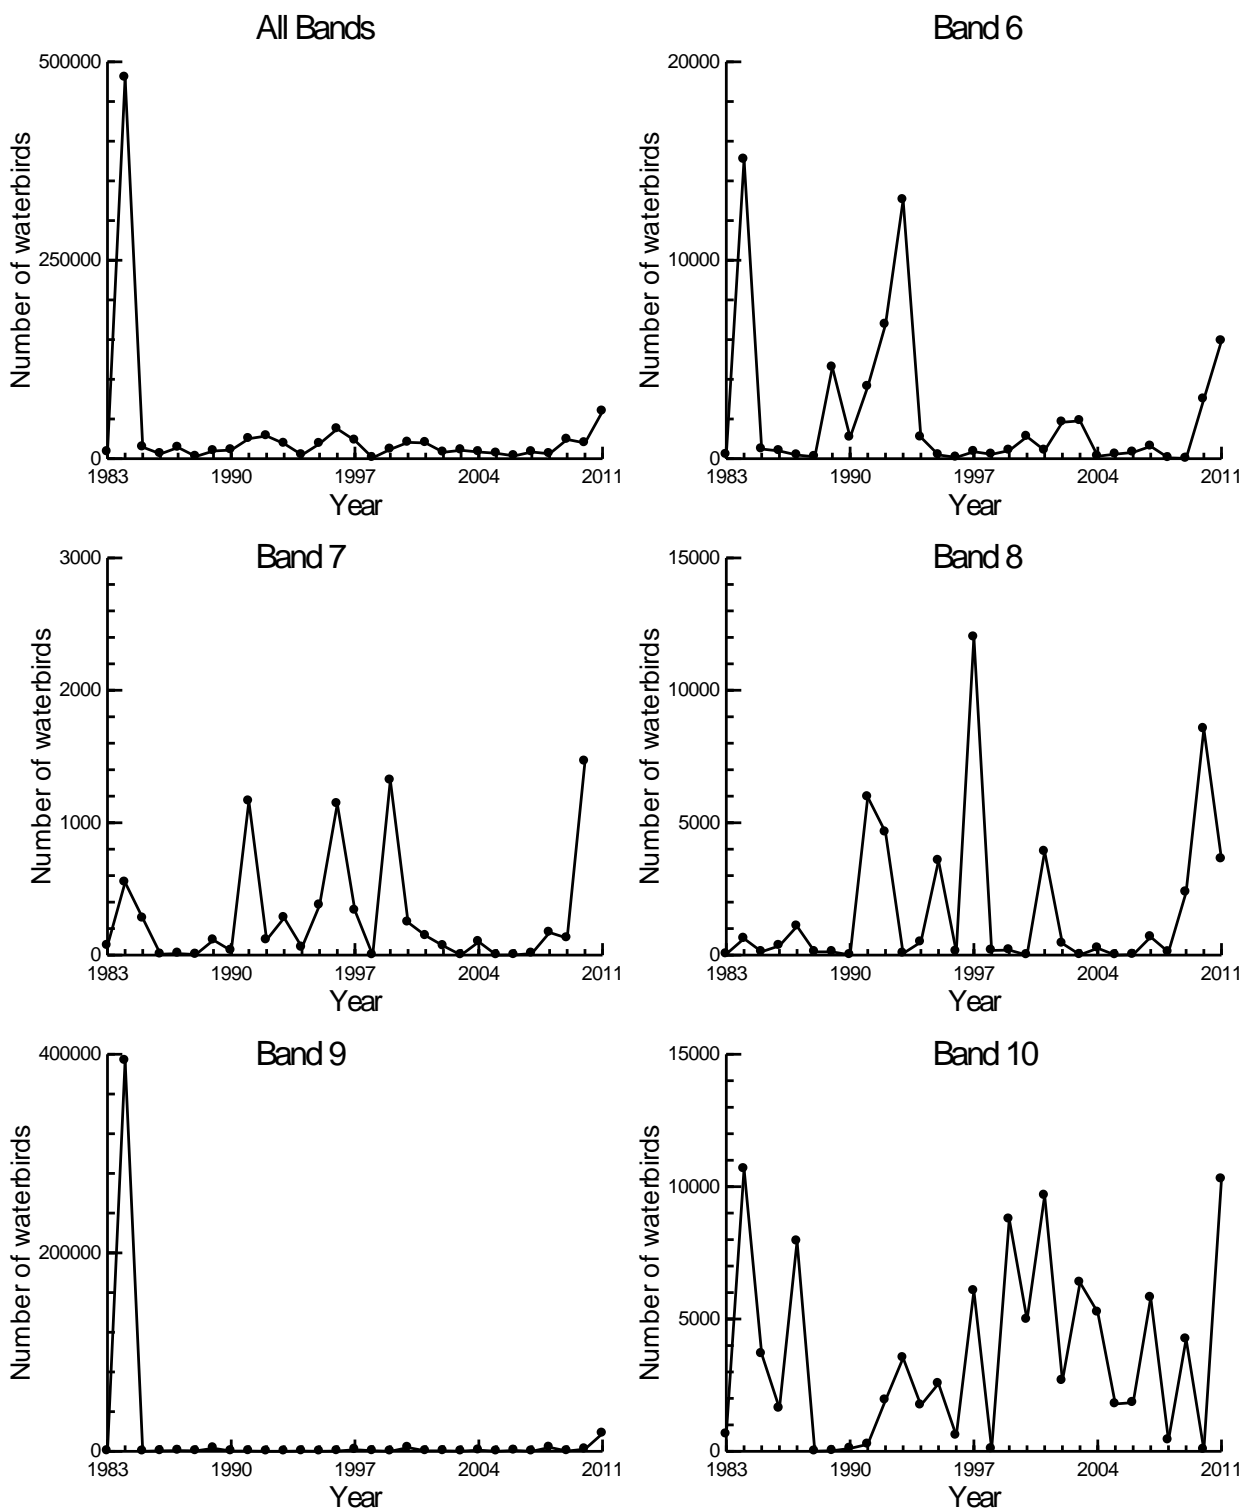 All Bands
Number of waterbirds
500000
250000
0
1983
1990
1997
2004
2011
Year
Band 6
Number of waterbirds
20000
10000
0
1983
1990
1997
2004
2011
Year
Band 7
Number of waterbirds
3000
2000
1000
0
1983
1990
1997
2004
2011
Year
Band 8
Number of waterbirds
15000
10000
5000
0
1983
1990
1997
2004
2011
Year
Band 9
Number of waterbirds
400000
200000
0
1983
1990
1997
2004
2011
Year
Band 10
Number of waterbirds
15000
10000
5000
0
1983
1990
1997
2004
2011
Year